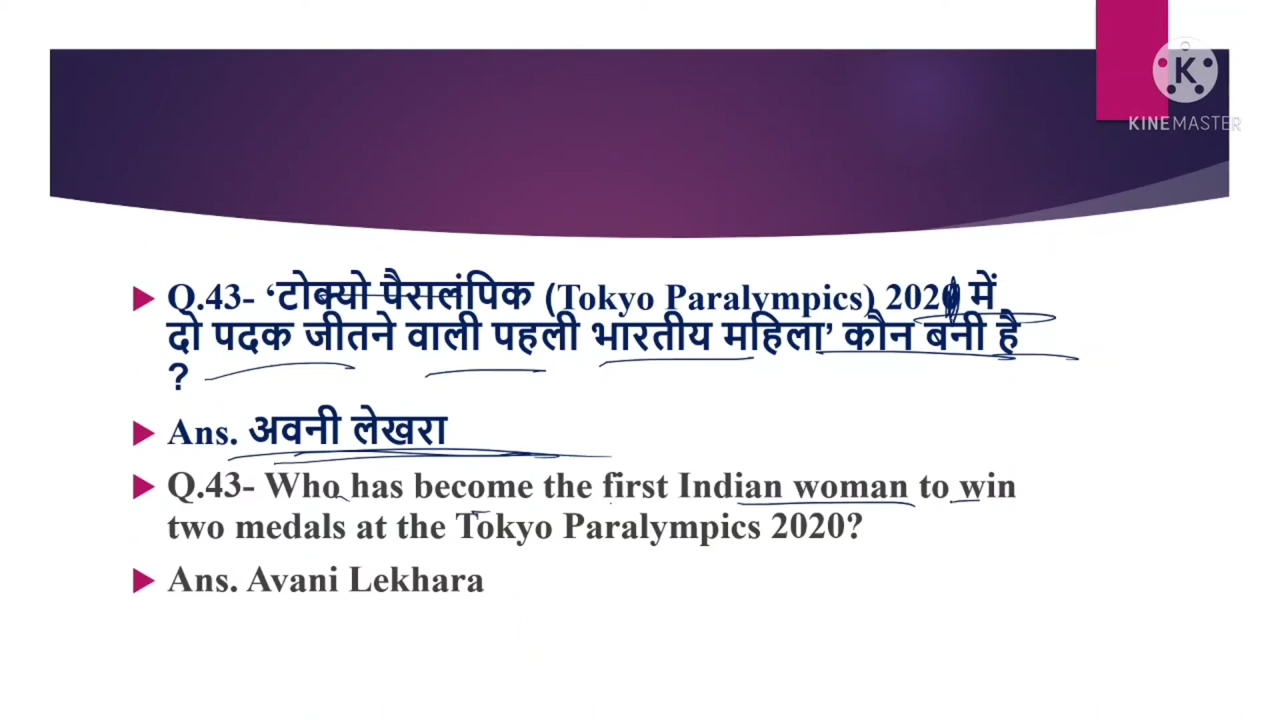 K
KINEMASTER
Q.43- ‘टोक्यो पैरालंपिक (Tokyo Paralympics) 2020 में
दो पदक जीतने वाली पहली भारतीय महिला’ कौन बनी है
?
Ans. अवनी लेखरा
Q.43- Who has become the first Indian woman to win
two medals at the Tokyo Paralympics 2020?
Ans. Avani Lekhara